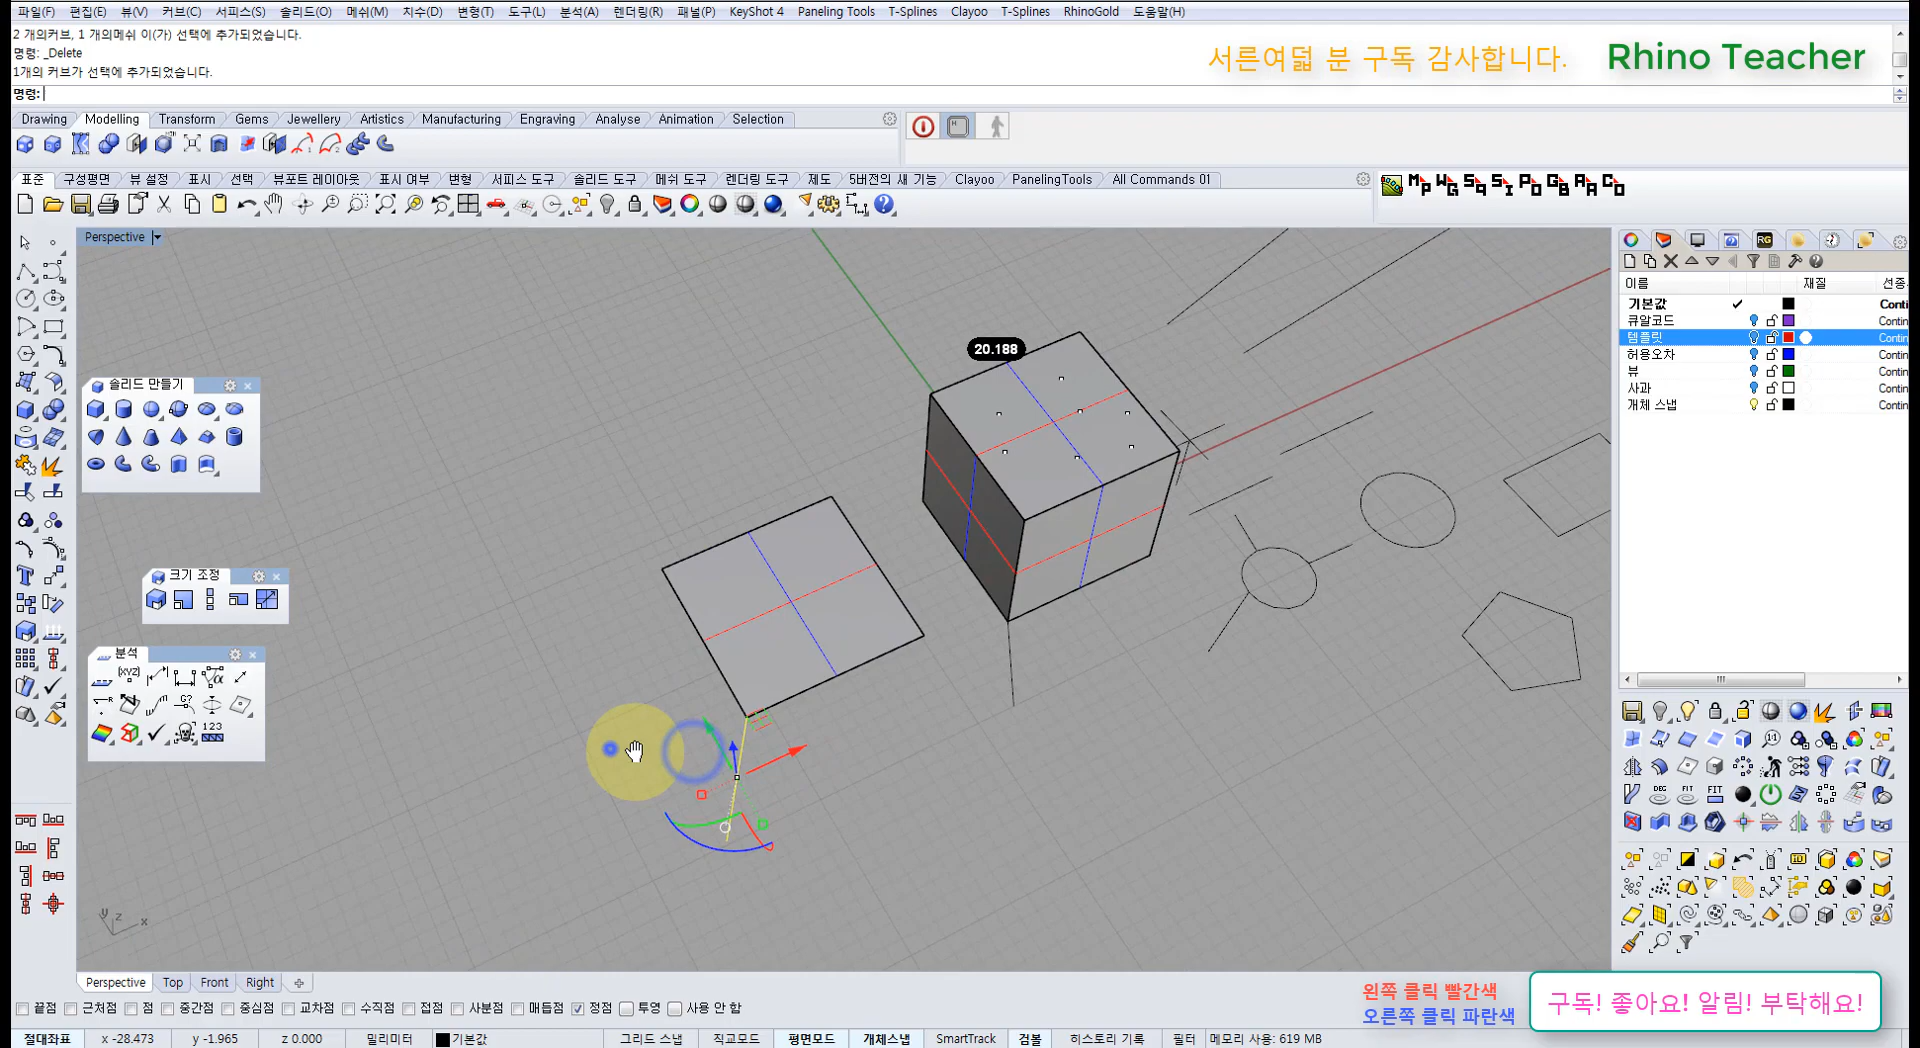 파일(F) 편집(E) 뷰(V) 커브(C) 서피스(S) 솔리드(O) 메쉬(M) 치수(D) 변형(T) 도구(L) 분석(A) 렌더링(R) 패널(P) KeyShot 4 Paneling Tools T-Splines Clayoo T-Splines RhinoGold 도움말(H)
2 개의커브, 1 개의메쉬 이(가) 선택에 추가되었습니다.
명령: _Delete
1개의 커브가 선택에 추가되었습니다.
명령:
서른여덟 분 구독 감사합니다. Rhino Teacher
Drawing Modelling Transform Gems Jewellery Artistics Manufacturing Engraving Analyse Animation Selection
표준 구성평면 뷰 설정 표시 선택 뷰포트 레이아웃 표시 여부 변형 서피스 도구 솔리드 도구 메쉬 도구 렌더링 도구 제도 5버전의 새 기능 Clayoo PanelingTools All Commands 01
Perspective
이름 재질 선종
기본값 Conti
큐알코드 Contin
템플릿 Contin
허용오차 Contin
뷰 Contin
사과 Contin
개체 스냅 Contin
20.188
솔리드 만들기
크기 조정
분석
y z x
Perspective Top Front Right
끝점 근처점 점 중간점 중심점 교차점 수직점 접점 사분점 매듭점 정점 투영 사용 안 함
왼쪽 클릭 빨간색
오른쪽 클릭 파란색
구독! 좋아요! 알림! 부탁해요!
절대좌표 x -28.473 y -1.965 z 0.000 밀리미터 기본값 그리드 스냅 직교모드 평면모드 개체스냅 SmartTrack 검볼 히스토리 기록 필터 메모리 사용: 619 MB